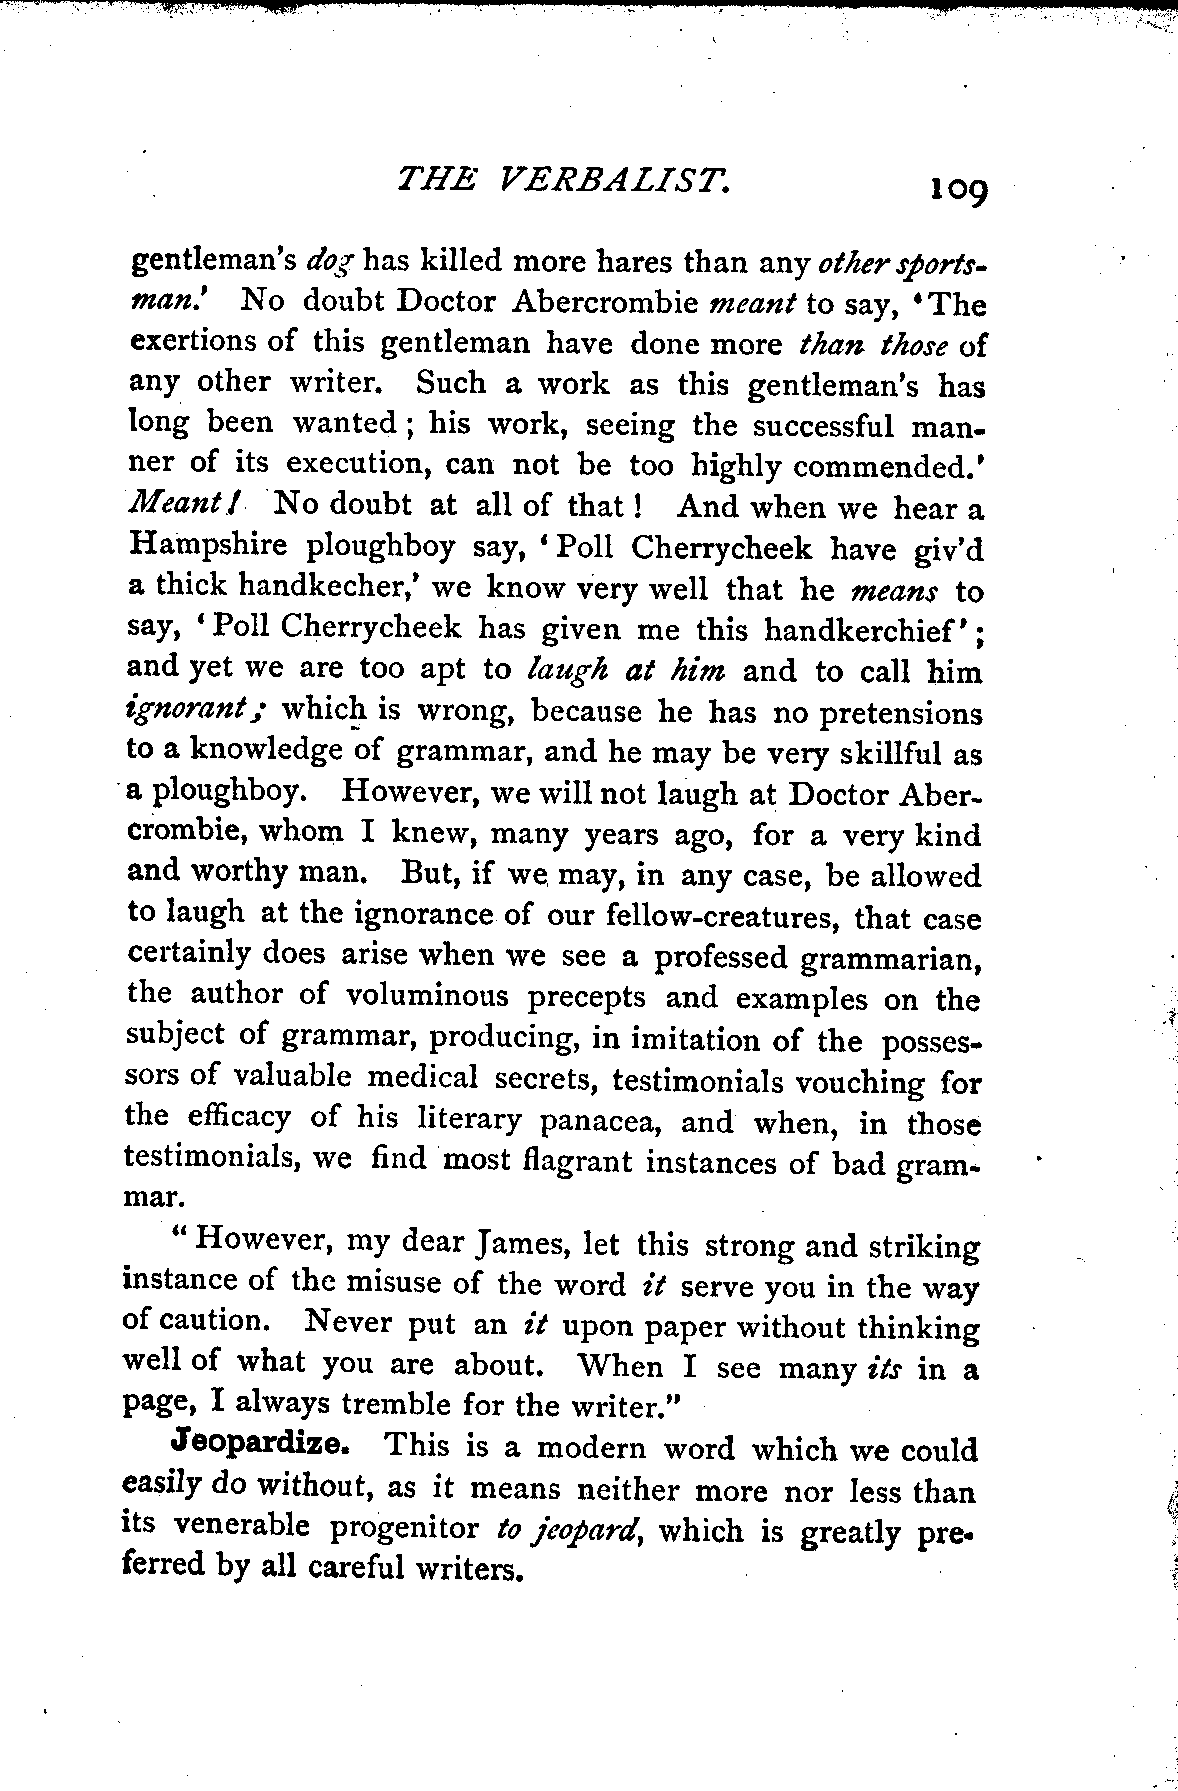 THE VERBALIST. 109
gentleman's dog has killed more hares than any other sports-
man.' No doubt Doctor Abercrombie meant to say, 'The
exertions of this gentleman have done more than those of
any other writer. Such a work as this gentleman's has
long been wanted; his work, seeing the successful man-
ner of its execution, can not be too highly commended.'
Meant! No doubt at all of that! And when we hear a
Hampshire ploughboy say, 'Poll Cherrycheek have giv'd
a thick handkecher,' we know very well that he means to
say, 'Poll Cherrycheek has given me this handkerchief';
and yet we are too apt to laugh at him and to call him
ignorant; which is wrong, because he has no pretensions
to a knowledge of grammar, and he may be very skillful as
a ploughboy. However, we will not laugh at Doctor Aber-
crombie, whom I knew, many years ago, for a very kind
and worthy man. But, if we may, in any case, be allowed
to laugh at the ignorance of our fellow-creatures, that case
certainly does arise when we see a professed grammarian,
the author of voluminous precepts and examples on the
subject of grammar, producing, in imitation of the posses-
sors of valuable medical secrets, testimonials vouching for
the efficacy of his literary panacea, and when, in those
testimonials, we find most flagrant instances of bad gram-
mar.
"However, my dear James, let this strong and striking
instance of the misuse of the word it serve you in the way
of caution. Never put an it upon paper without thinking
well of what you are about. When I see many its in a
page, I always tremble for the writer."
Jeopardize. This is a modern word which we could
easily do without, as it means neither more nor less than
its venerable progenitor to jeopard, which is greatly pre-
ferred by all careful writers.